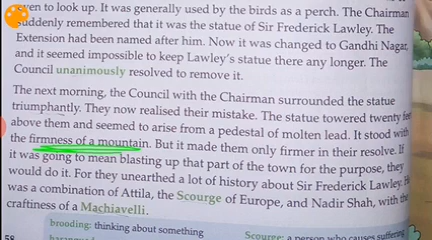 even to look up. It was generally used by the birds as a perch. The Chairman
suddenly remembered that it was the statue of Sir Frederick Lawley. The
Extension had been named after him. Now it was changed to Gandhi Nagar,
and it seemed impossible to keep Lawley's statue there any longer. The
Council unanimously resolved to remove it.
The next morning, the Council with the Chairman surrounded the statue
triumphantly. They now realised their mistake. The statue towered twenty feet
above them and seemed to arise from a pedestal of molten lead. It stood with
the firmness of a mountain. But it made them only firmer in their resolve. If
it was going to mean blasting up that part of the town for the purpose, they
would do it. For they unearthed a lot of history about Sir Frederick Lawley. He
was a combination of Attila, the Scourge of Europe, and Nadir Shah, with the
craftiness of a Machiavelli.
brooding: thinking about something
Scourge: a person who causes suffering
58